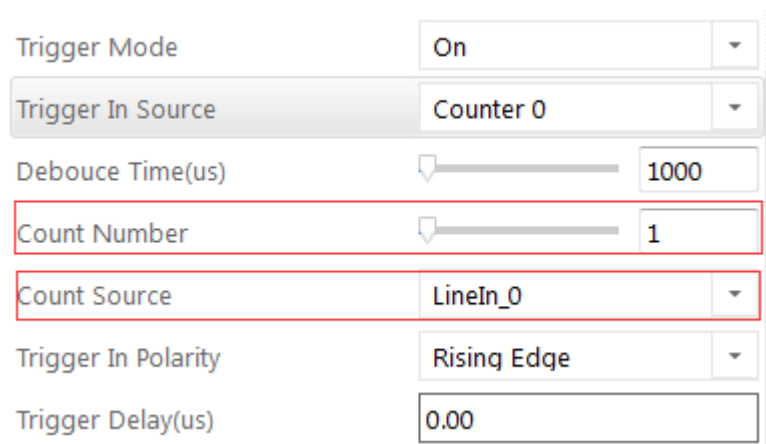 Trigger Mode On
Trigger In Source Counter 0
Debouce Time(us) 1000
Count Number 1
Count Source LineIn_0
Trigger In Polarity Rising Edge
Trigger Delay(us) 0.00